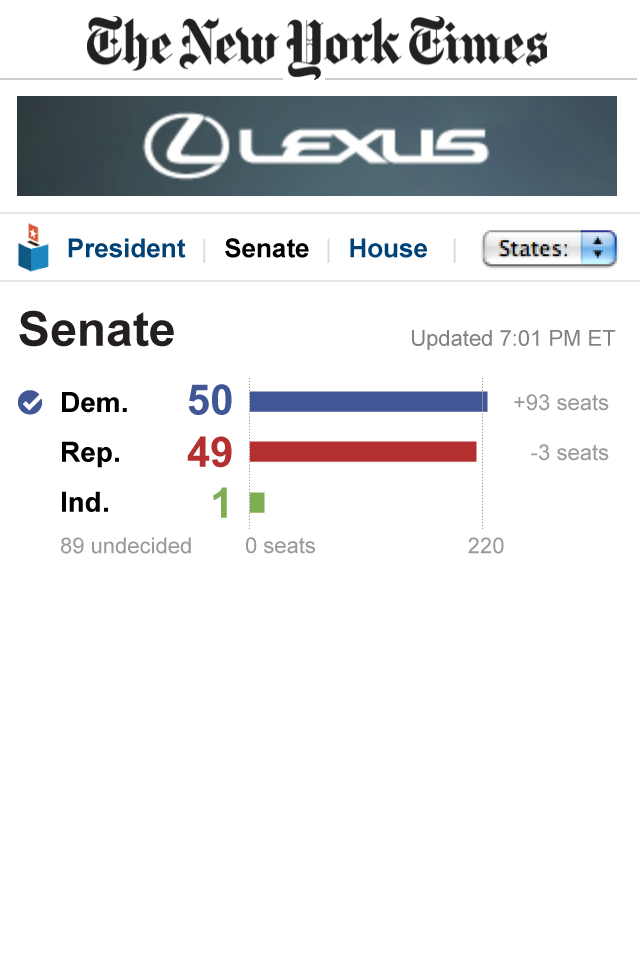 The New York Times
LEXUS
President Senate House States:
Senate Updated 7:01 PM ET
Dem. 50 +93 seats
Rep. 49 -3 seats
Ind. 1
89 undecided 0 seats 220